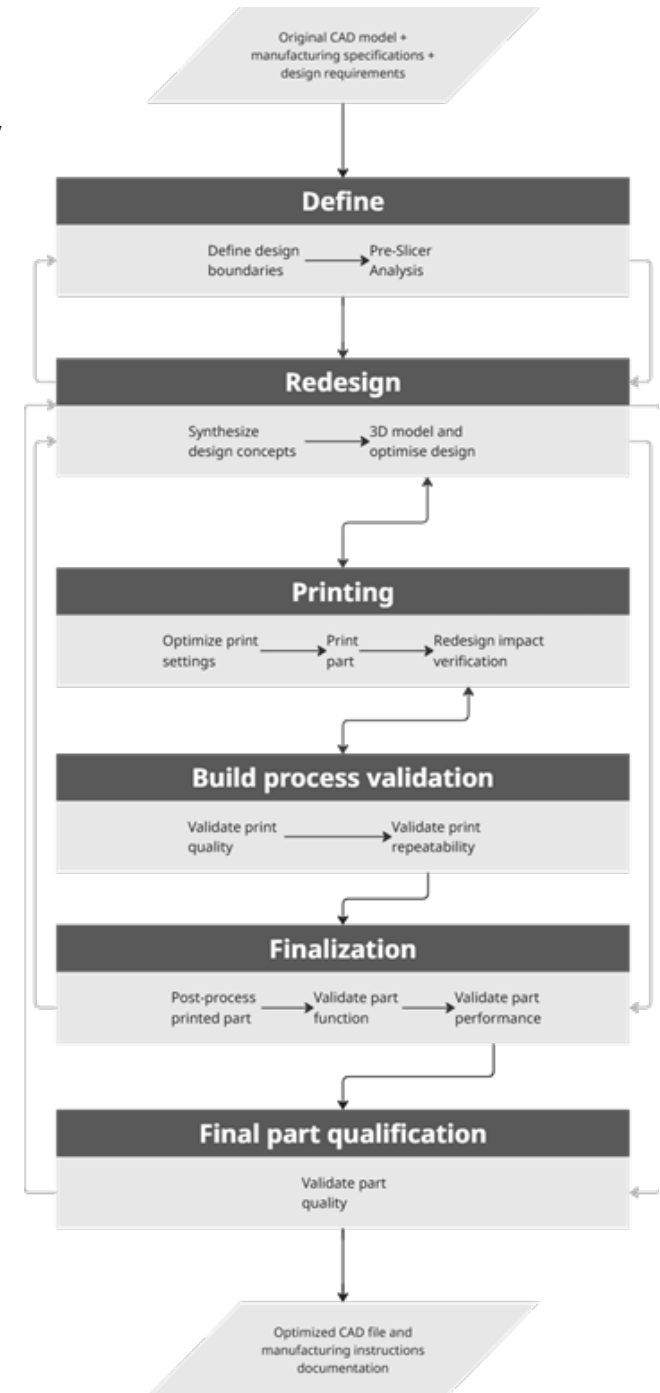 Original CAD model +
manufacturing specifications +
design requirements
Define
Define design
boundaries
Pre-Slicer
Analysis
Redesign
Synthesize
design concepts
3D model and
optimise design
Printing
Optimize print
settings
Print
part
Redesign impact
verification
Build process validation
Validate print
quality
Validate print
repeatability
Finalization
Post-process
printed part
Validate part
function
Validate part
performance
Final part qualification
Validate part
quality
Optimized CAD file and
manufacturing instructions
documentation